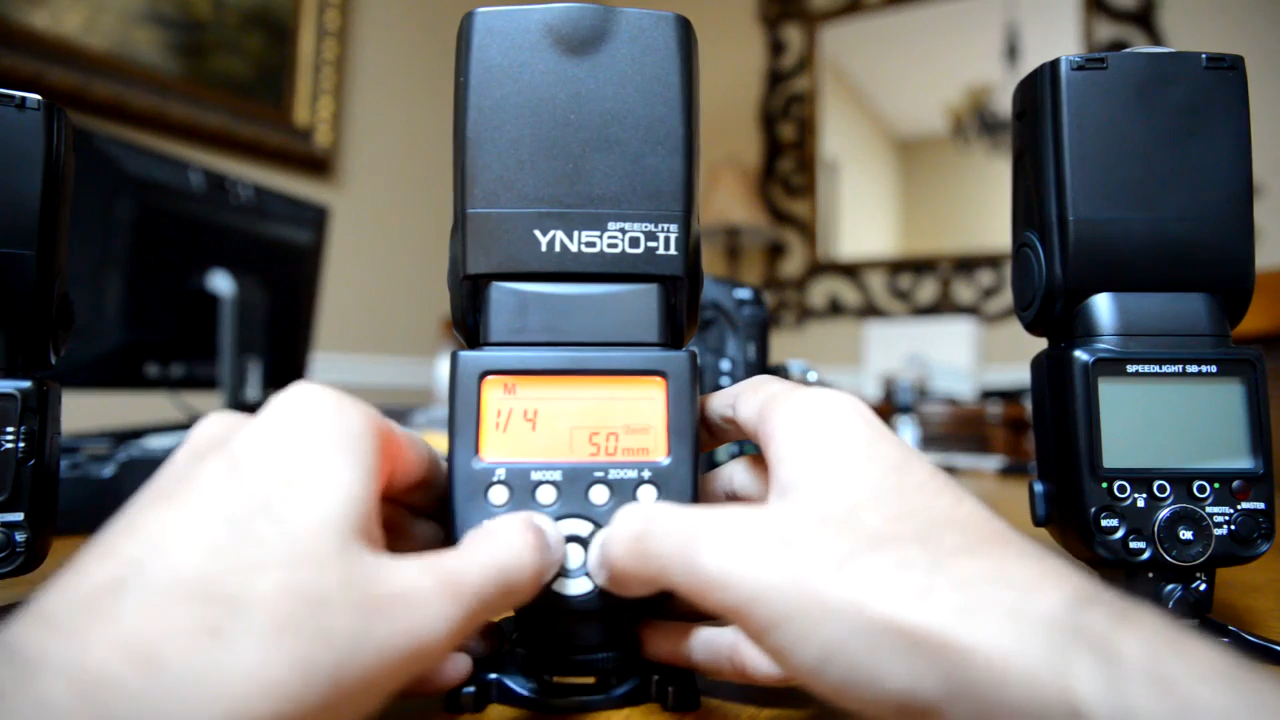 SPEEDLITE
YN560-II
M
1/4
Zoom
50mm
MODE
− ZOOM +
SPEEDLIGHT SB-910
MODE
MENU
OK
REMOTE
MASTER
ON
OFF
YN